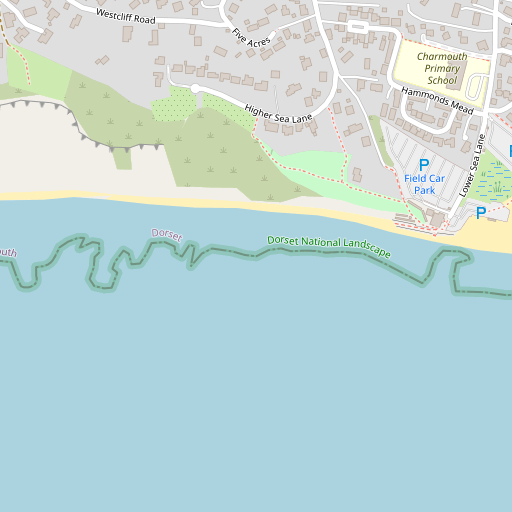 Westcliff Road
Five Acres
Charmouth
Primary
School
Hammonds Mead
Higher Sea Lane
P
Field Car
Park
Lower Sea Lane
P
Dorset
Dorset National Landscape
outh